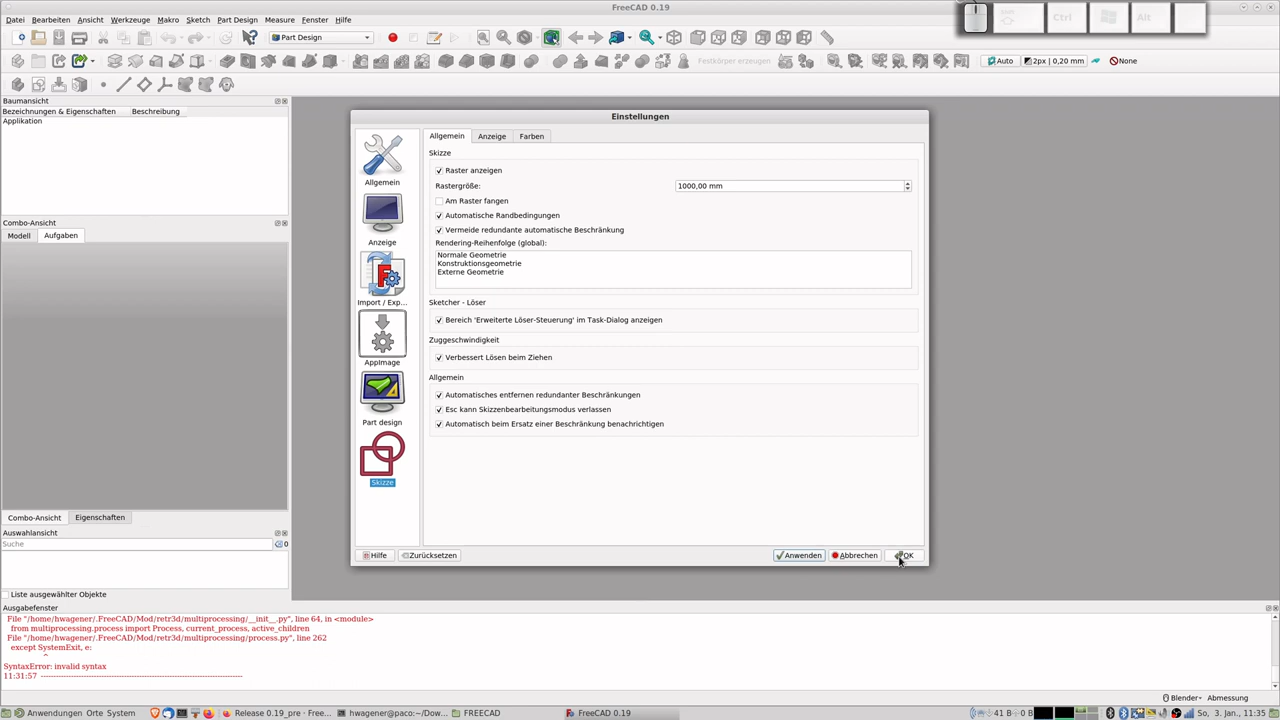 FreeCAD 0.19
Datei Bearbeiten Ansicht Werkzeuge Makro Sketch Part Design Measure Fenster Hilfe
Ctrl Alt
Part Design
Festkörper erzeugen
Auto 2px | 0,20 mm None
Baumansicht
Bezeichnungen & Eigenschaften Beschreibung
Applikation
Combo-Ansicht
Modell Aufgaben
Combo-Ansicht Eigenschaften
Auswahlansicht
Suche 0
Liste ausgewählter Objekte
Einstellungen
Allgemein
Anzeige
Import / Exp...
AppImage
Part design
Skizze
Allgemein Anzeige Farben
Skizze
Raster anzeigen
Rastergröße: 1000,00 mm
Am Raster fangen
Automatische Randbedingungen
Vermeide redundante automatische Beschränkung
Rendering-Reihenfolge (global):
Normale Geometrie
Konstruktionsgeometrie
Externe Geometrie
Sketcher - Löser
Bereich 'Erweiterte Löser-Steuerung' im Task-Dialog anzeigen
Zuggeschwindigkeit
Verbessert Lösen beim Ziehen
Allgemein
Automatisches entfernen redundanter Beschränkungen
Esc kann Skizzenbearbeitungsmodus verlassen
Automatisch beim Ersatz einer Beschränkung benachrichtigen
Hilfe Zurücksetzen Anwenden Abbrechen OK
Ausgabefenster
File "/home/hwagener/.FreeCAD/Mod/retr3d/multiprocessing/__init__.py", line 64, in <module>
from multiprocessing.process import Process, current_process, active_children
File "/home/hwagener/.FreeCAD/Mod/retr3d/multiprocessing/process.py", line 262
except SystemExit, e:
^
SyntaxError: invalid syntax
11:31:57 --------------------------------------------------------------------------------
Blender Abmessung
Anwendungen Orte System Release 0.19_pre · Free... hwagener@paco:~/Dow... FREECAD FreeCAD 0.19 41 B 0 B So, 3. Jan., 11:35